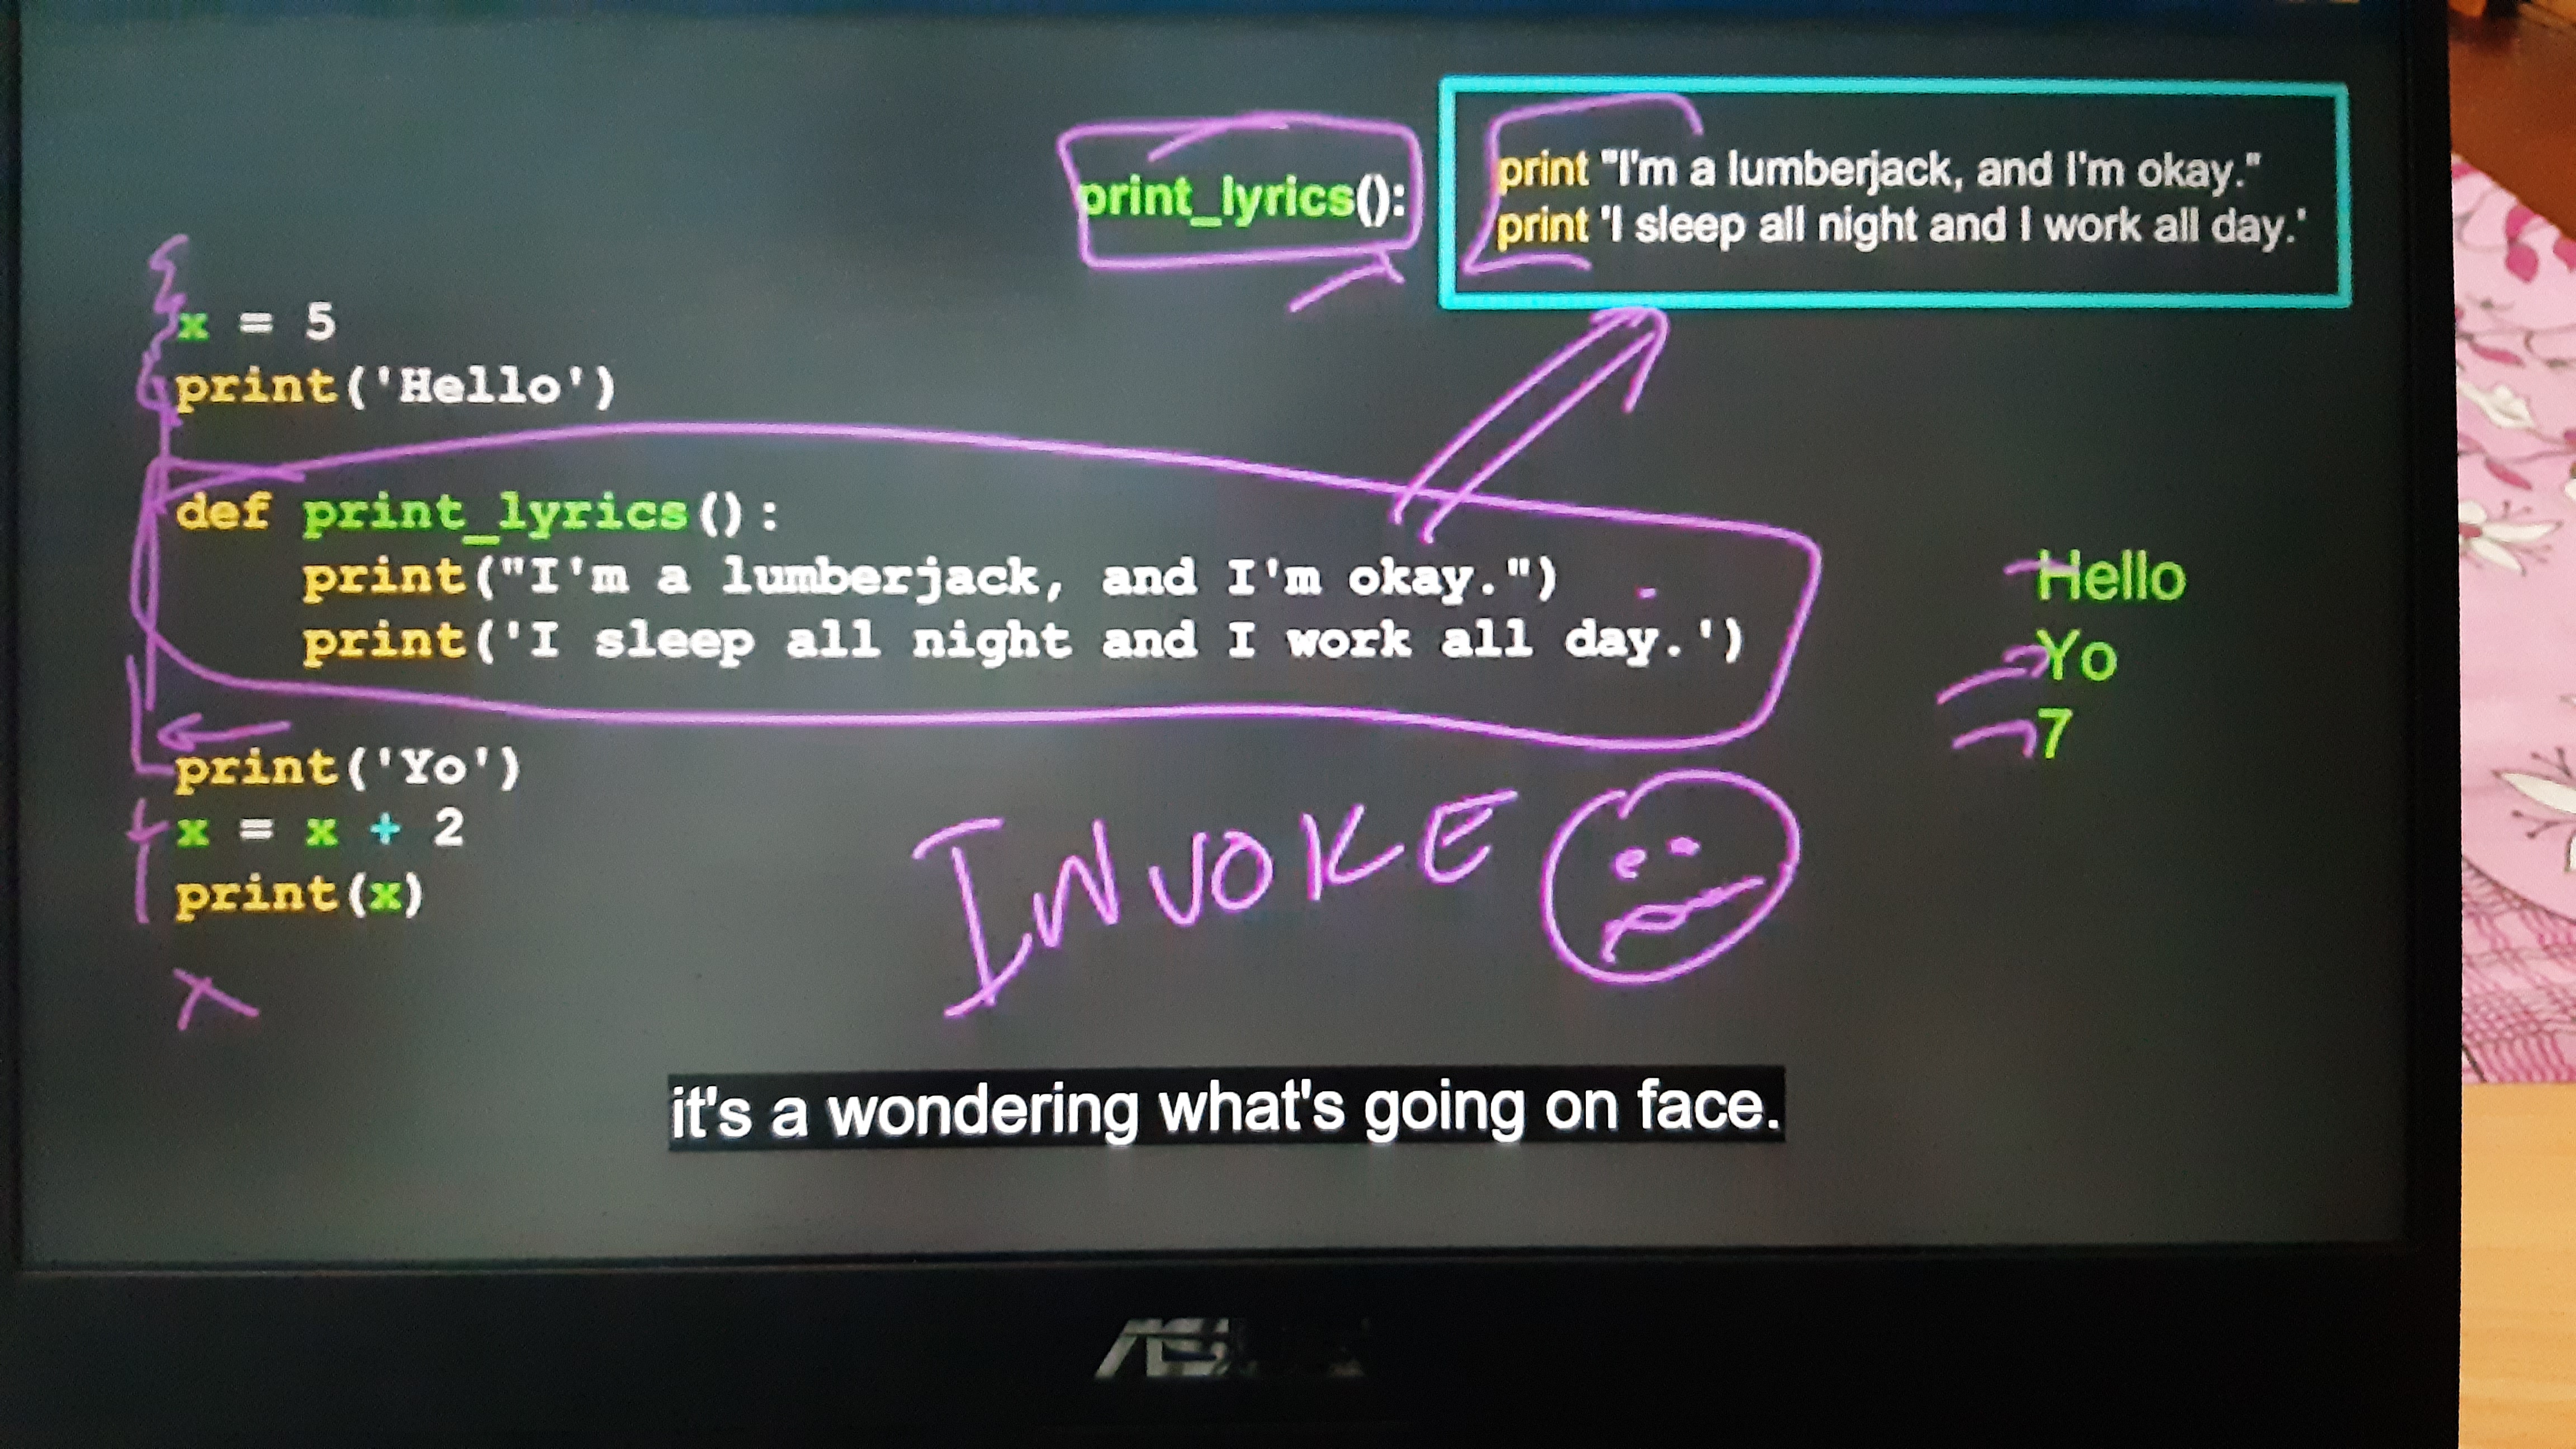 print_lyrics():
print "I'm a lumberjack, and I'm okay."
print 'I sleep all night and I work all day.'
x = 5
print('Hello')
def print_lyrics():
print("I'm a lumberjack, and I'm okay.")
print('I sleep all night and I work all day.')
print('Yo')
x = x + 2
print(x)
Hello
Yo
7
INVOKE
it's a wondering what's going on face.